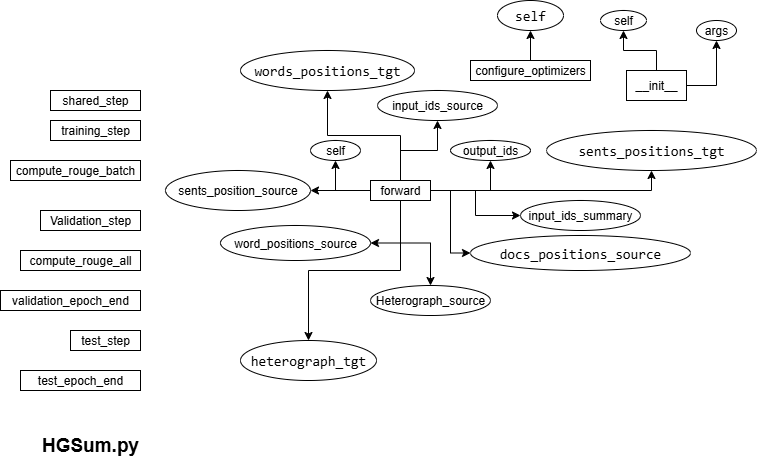 self
self
args
words_positions_tgt
configure_optimizers
__init__
shared_step
input_ids_source
training_step
self
output_ids
sents_positions_tgt
compute_rouge_batch
sents_position_source
forward
Validation_step
input_ids_summary
word_positions_source
compute_rouge_all
docs_positions_source
validation_epoch_end
Heterograph_source
test_step
heterograph_tgt
test_epoch_end
HGSum.py